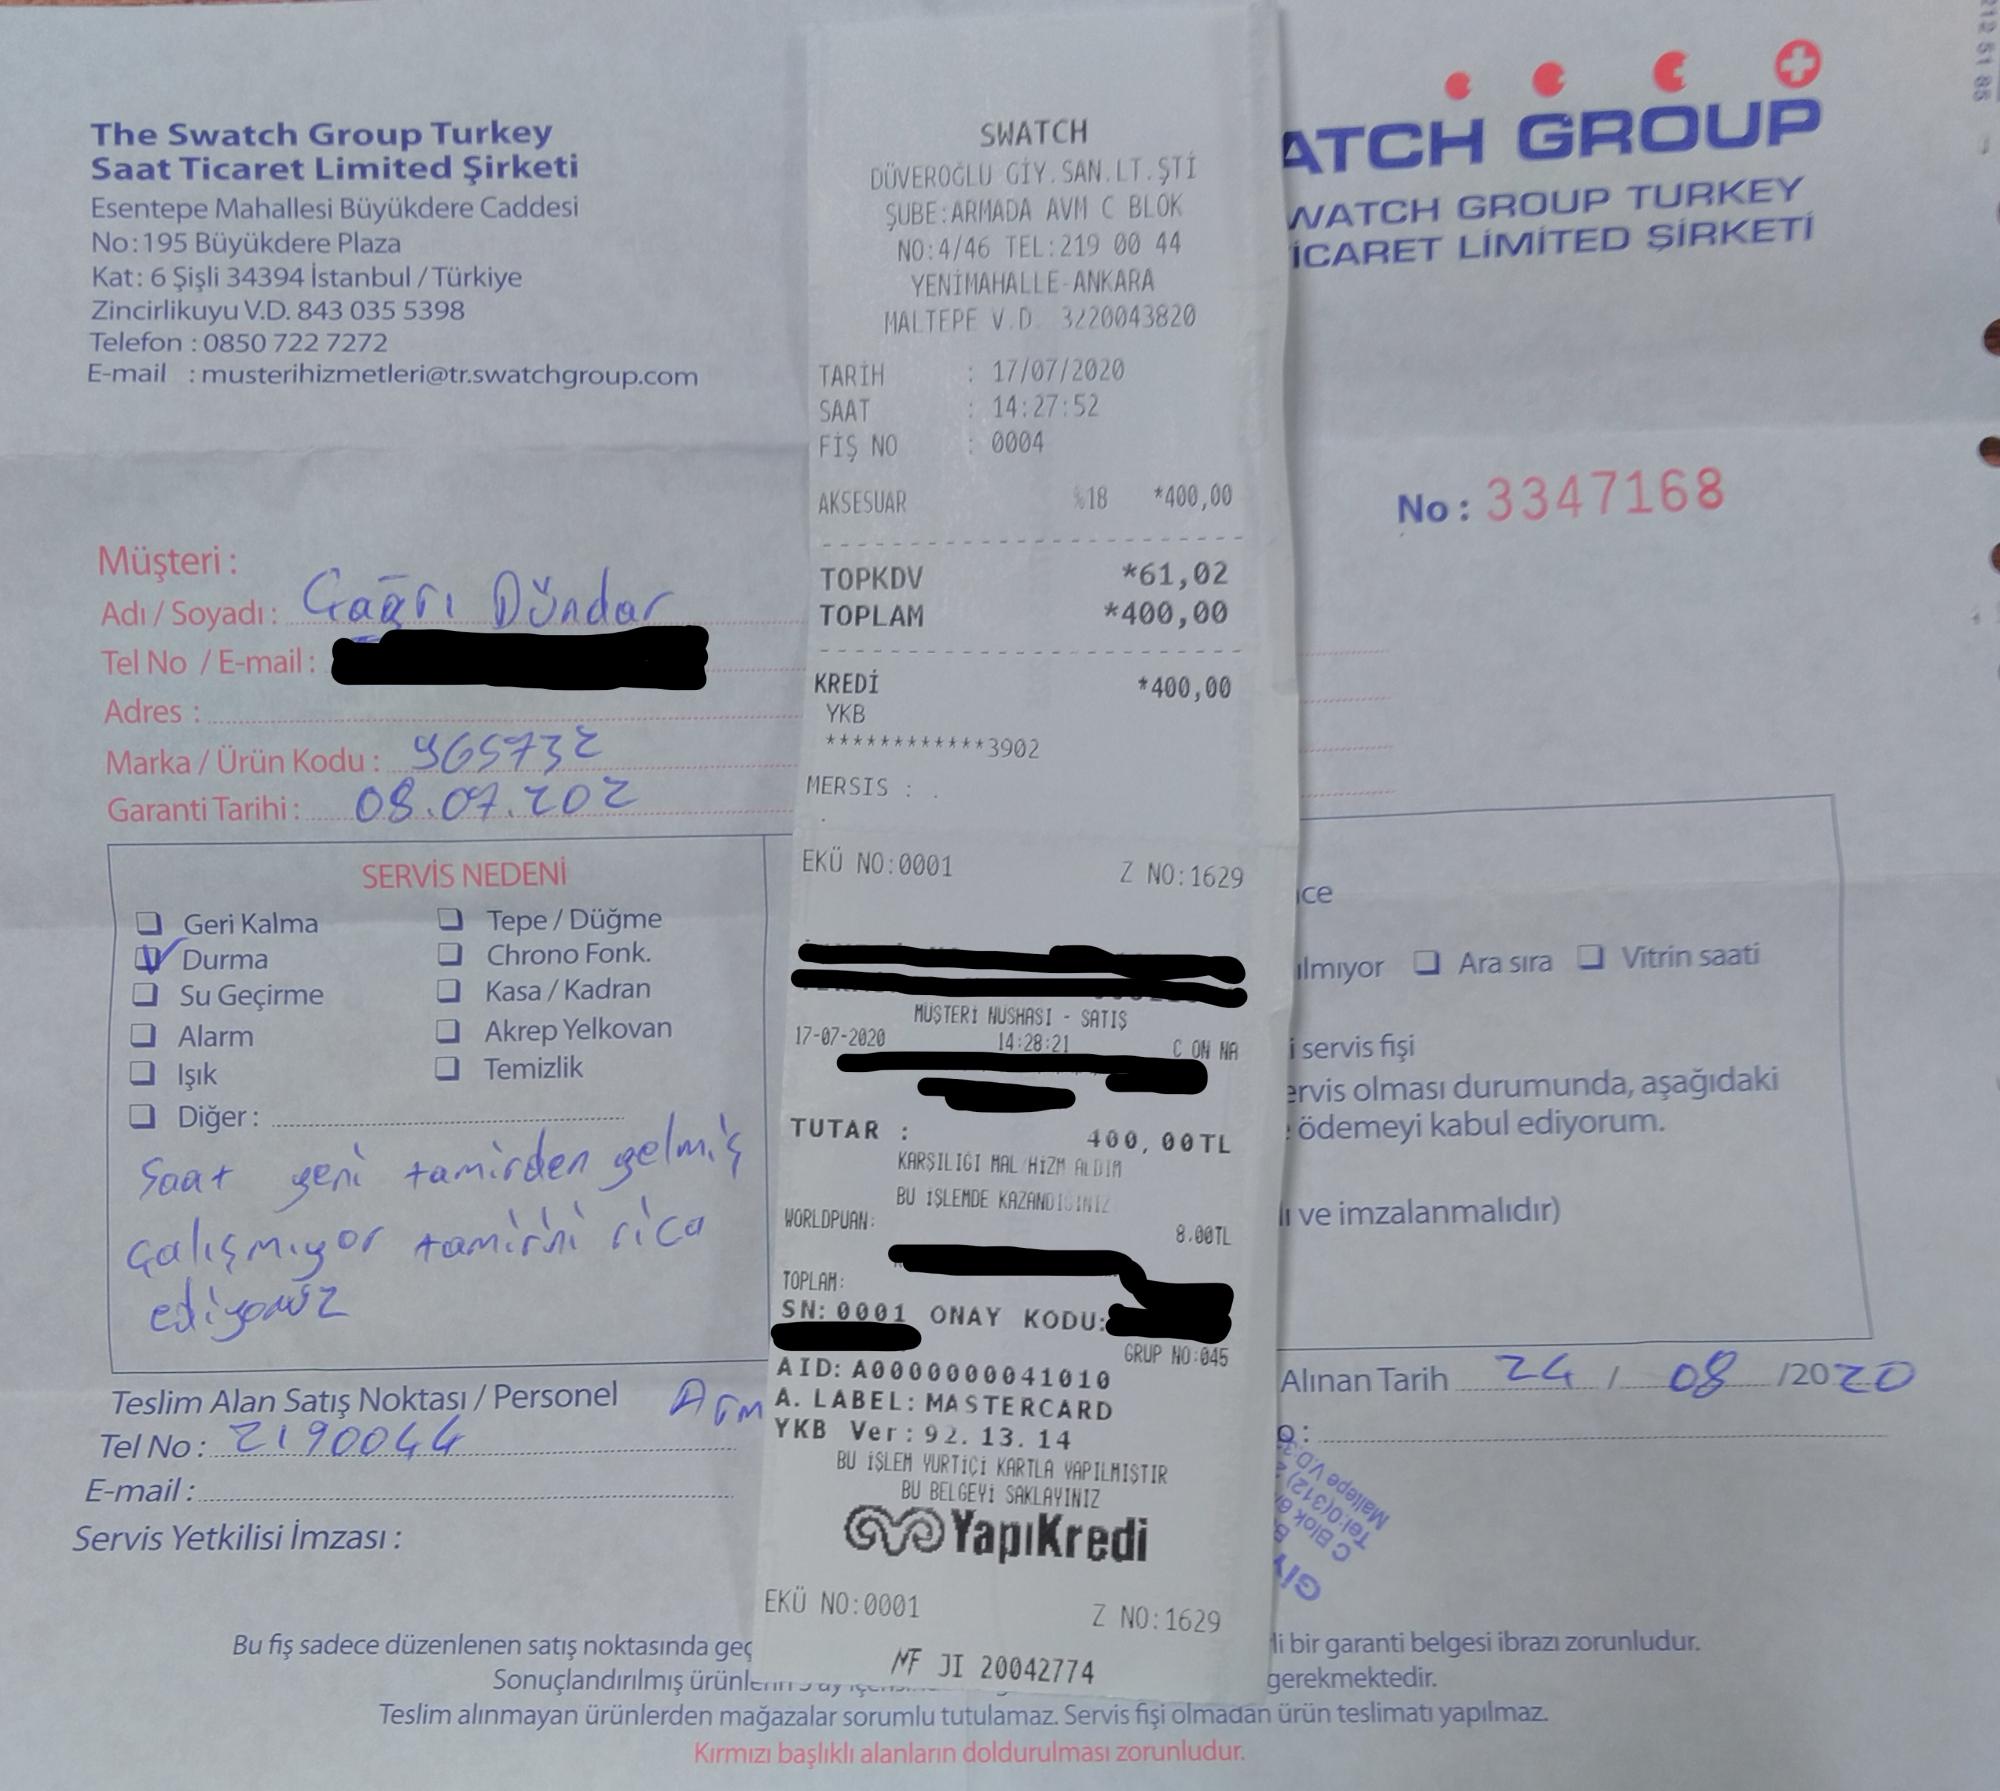 The Swatch Group Turkey
Saat Ticaret Limited Şirketi
Esentepe Mahallesi Büyükdere Caddesi
No:195 Büyükdere Plaza
Kat: 6 Şişli 34394 İstanbul / Türkiye
Zincirlikuyu V.D. 843 035 5398
Telefon : 0850 722 7272
E-mail : musterihizmetleri@tr.swatchgroup.com
ATCH GROUP
WATCH GROUP TURKEY
İCARET LİMİTED ŞİRKETİ
No : 3347168
Müşteri :
Adı / Soyadı : Çağrı Dündar
Tel No / E-mail :
Adres :
Marka / Ürün Kodu : 965732
Garanti Tarihi : 08.07.202
SERVİS NEDENİ
Geri Kalma Tepe / Düğme
Durma Chrono Fonk.
Su Geçirme Kasa / Kadran
Alarm Akrep Yelkovan
Işık Temizlik
Diğer :
Saat yeni tamirden gelmiş
çalışmıyor tamirini rica
ediyoruz
ılmıyor Ara sıra Vitrin saati
i servis fişi
ervis olması durumunda, aşağıdaki
ödemeyi kabul ediyorum.
ı ve imzalanmalıdır)
Teslim Alan Satış Noktası / Personel Arm
Alınan Tarih 24 / 08 /2020
Tel No : 2190044
E-mail :
Servis Yetkilisi İmzası :
SWATCH
DÜVEROĞLU GİY.SAN.LT.ŞTİ
ŞUBE:ARMADA AVM C BLOK
NO:4/46 TEL:219 00 44
YENİMAHALLE-ANKARA
MALTEPE V.D. 3220043820
TARİH : 17/07/2020
SAAT : 14:27:52
FİŞ NO : 0004
AKSESUAR %18 *400,00
TOPKDV *61,02
TOPLAM *400,00
KREDİ *400,00
YKB
************3902
MERSIS : .
EKÜ NO:0001 Z NO:1629
MÜŞTERİ NUSHASI - SATIŞ
17-07-2020 14:28:21 C ON NA
TUTAR : 400,00TL
KARŞILIĞI MAL/HİZM ALDIM
BU İŞLEMDE KAZANDIĞINIZ
WORLDPUAN: 8.00TL
TOPLAM:
SN: 0001 ONAY KODU:
GRUP NO:045
AID: A0000000041010
A. LABEL: MASTERCARD
YKB Ver: 92.13.14
BU İŞLEM YURTİÇİ KARTLA YAPILMIŞTIR
BU BELGEYİ SAKLAYINIZ
YapıKredi
EKÜ NO:0001 Z NO:1629
MF JI 20042774
C Blok
Tel:0(312) 2
Maltepe V.D:3
Bu fiş sadece düzenlenen satış noktasında geç li bir garanti belgesi ibrazı zorunludur.
Sonuçlandırılmış ürünlerin gerekmektedir.
Teslim alınmayan ürünlerden mağazalar sorumlu tutulamaz. Servis fişi olmadan ürün teslimatı yapılmaz.
Kırmızı başlıklı alanların doldurulması zorunludur.